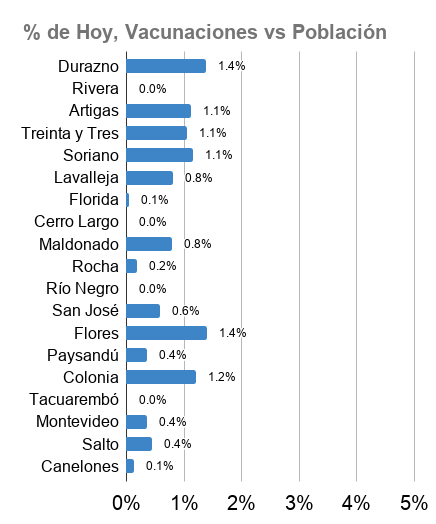 % de Hoy, Vacunaciones vs Población
Durazno 1.4%
Rivera 0.0%
Artigas 1.1%
Treinta y Tres 1.1%
Soriano 1.1%
Lavalleja 0.8%
Florida 0.1%
Cerro Largo 0.0%
Maldonado 0.8%
Rocha 0.2%
Río Negro 0.0%
San José 0.6%
Flores 1.4%
Paysandú 0.4%
Colonia 1.2%
Tacuarembó 0.0%
Montevideo 0.4%
Salto 0.4%
Canelones 0.1%
0% 1% 2% 3% 4% 5%